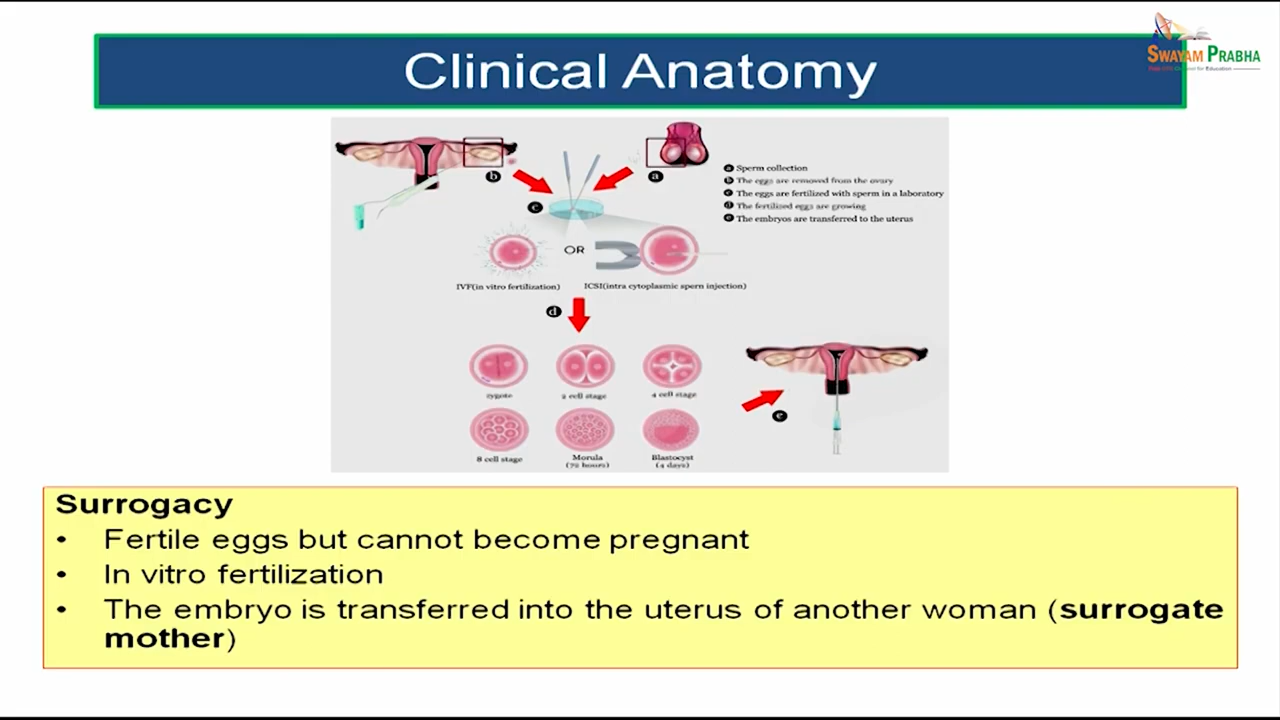 Clinical Anatomy
SWAYAM PRABHA
a Sperm collection
b The eggs are removed from the ovary
c The eggs are fertilized with sperm in a laboratory
d The fertilized eggs are growing
e The embryos are transferred to the uterus
b
a
c
OR
IVF(in vitro fertilization)
ICSI(intra cytoplasmic sperm injection)
d
zygote
2 cell stage
4 cell stage
e
8 cell stage
Morula
(72 hours)
Blastocyst
(4 days)
Surrogacy
• Fertile eggs but cannot become pregnant
• In vitro fertilization
• The embryo is transferred into the uterus of another woman (surrogate
mother)